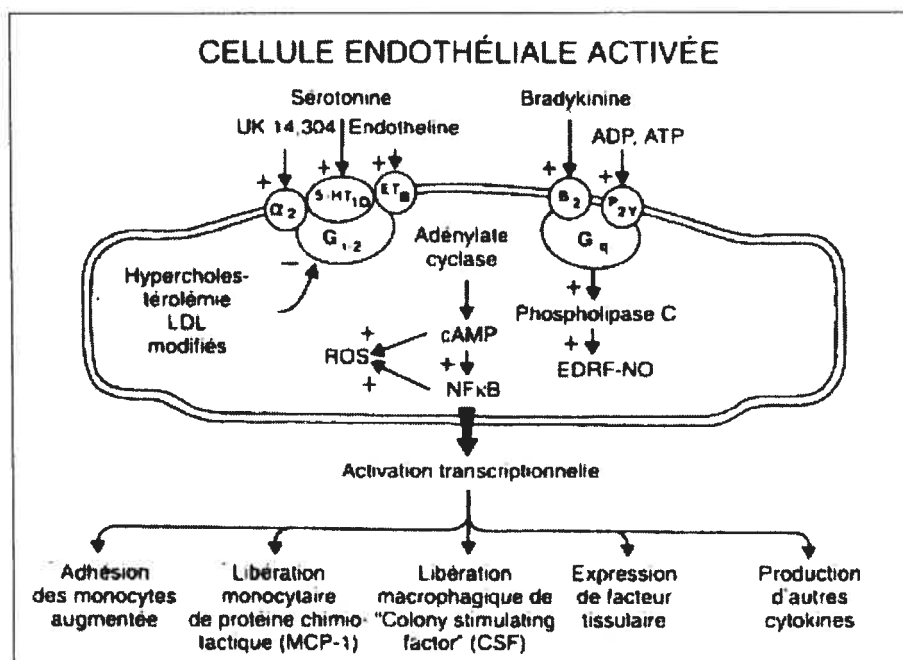 CELLULE ENDOTHÉLIALE ACTIVÉE
Sérotonine
Bradykinine
UK 14,304
Endotheline
ADP, ATP
+ + + + +
α2
5-HT1D
ETB
B2
P2Y
Gi-2
Gq
−
Adénylate
cyclase
Hypercholes-
térolémie
LDL
modifiés
+
Phospholipase C
+
cAMP
ROS
+
+
EDRF-NO
+
NFκB
Activation transcriptionnelle
Adhésion
des monocytes
augmentée
Libération
monocytaire
de protéine chimio
tactique (MCP-1)
Libération
macrophagique de
"Colony stimulating
factor" (CSF)
Expression
de facteur
tissulaire
Production
d'autres
cytokines